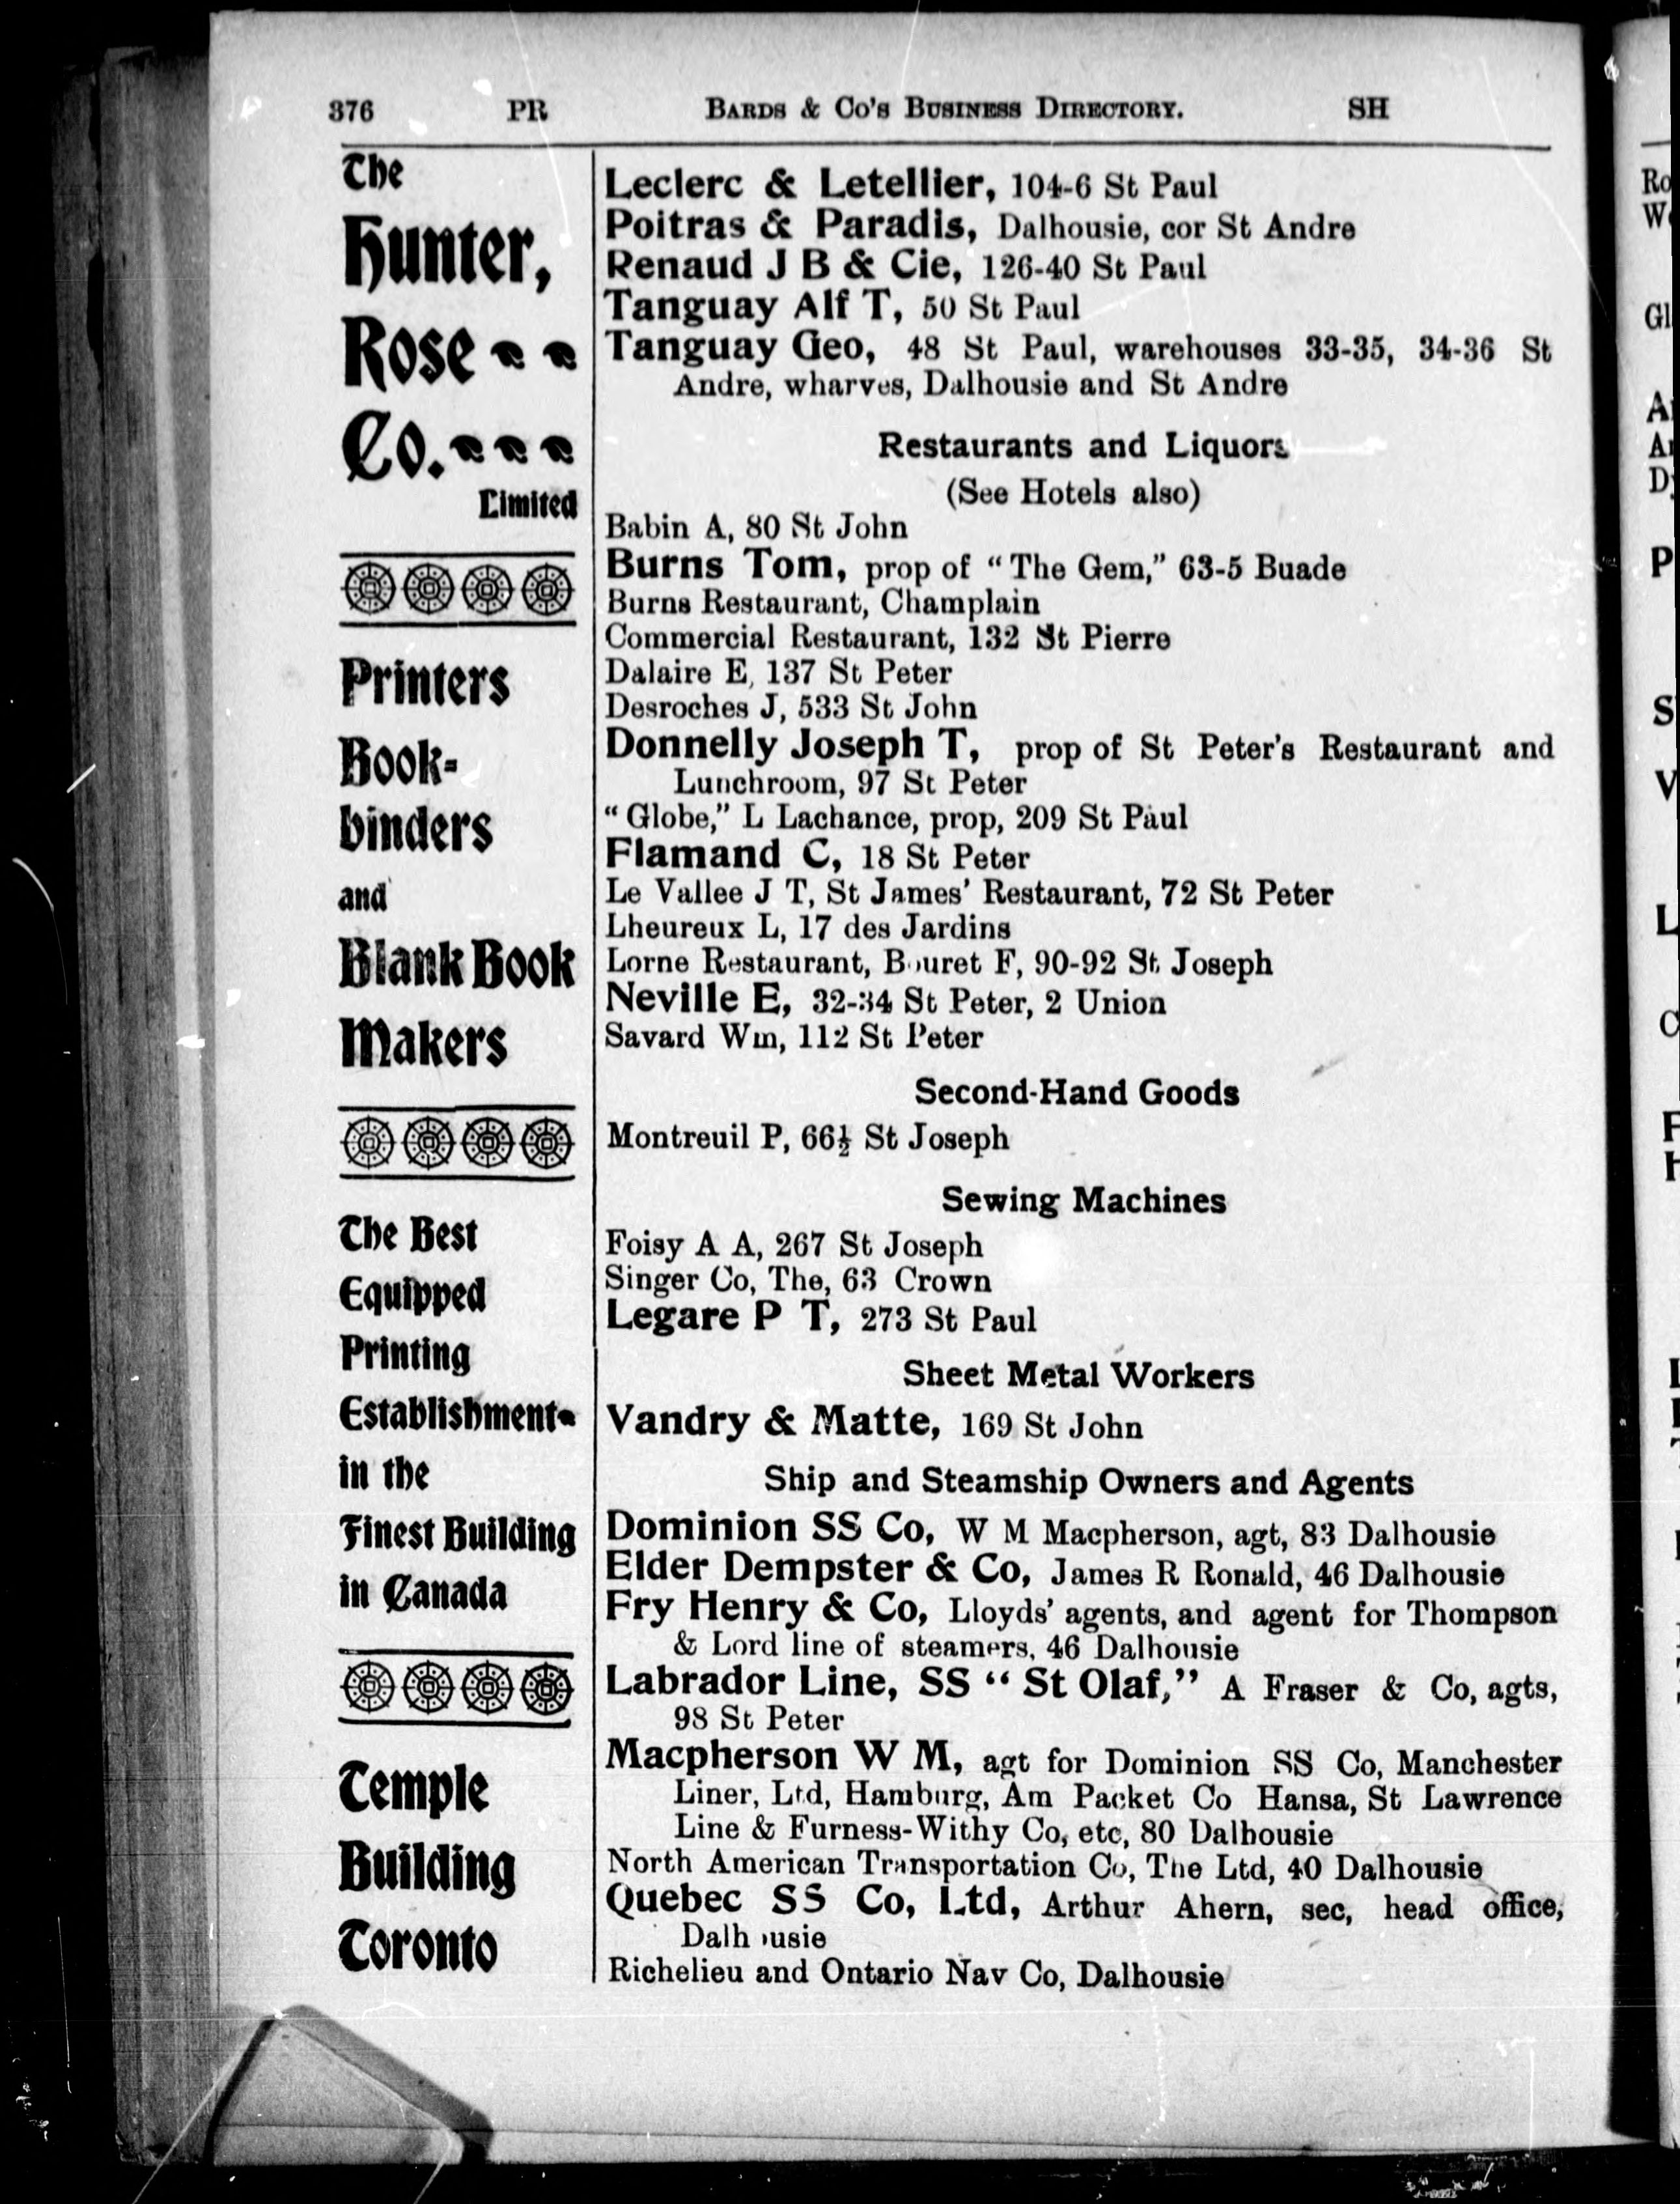 376 PR BARDS & CO'S BUSINESS DIRECTORY. SH
The
Hunter,
Rose
Co.
Limited
Printers
Book-
binders
and
Blank Book
Makers
The Best
Equipped
Printing
Establishment
in the
Finest Building
in Canada
Temple
Building
Toronto
Leclerc & Letellier, 104-6 St Paul
Poitras & Paradis, Dalhousie, cor St Andre
Renaud J B & Cie, 126-40 St Paul
Tanguay Alf T, 50 St Paul
Tanguay Geo, 48 St Paul, warehouses 33-35, 34-36 St
Andre, wharves, Dalhousie and St Andre
Restaurants and Liquors
(See Hotels also)
Babin A, 80 St John
Burns Tom, prop of "The Gem," 63-5 Buade
Burns Restaurant, Champlain
Commercial Restaurant, 132 St Pierre
Dalaire E, 137 St Peter
Desroches J, 533 St John
Donnelly Joseph T, prop of St Peter's Restaurant and
Lunchroom, 97 St Peter
"Globe," L Lachance, prop, 209 St Paul
Flamand C, 18 St Peter
Le Vallee J T, St James' Restaurant, 72 St Peter
Lheureux L, 17 des Jardins
Lorne Restaurant, Bouret F, 90-92 St Joseph
Neville E, 32-34 St Peter, 2 Union
Savard Wm, 112 St Peter
Second-Hand Goods
Montreuil P, 66½ St Joseph
Sewing Machines
Foisy A A, 267 St Joseph
Singer Co, The, 63 Crown
Legare P T, 273 St Paul
Sheet Metal Workers
Vandry & Matte, 169 St John
Ship and Steamship Owners and Agents
Dominion SS Co, W M Macpherson, agt, 83 Dalhousie
Elder Dempster & Co, James R Ronald, 46 Dalhousie
Fry Henry & Co, Lloyds' agents, and agent for Thompson
& Lord line of steamers, 46 Dalhousie
Labrador Line, SS "St Olaf," A Fraser & Co, agts,
98 St Peter
Macpherson W M, agt for Dominion SS Co, Manchester
Liner, Ltd, Hamburg, Am Packet Co Hansa, St Lawrence
Line & Furness-Withy Co, etc, 80 Dalhousie
North American Transportation Co, The Ltd, 40 Dalhousie
Quebec SS Co, Ltd, Arthur Ahern, sec, head office,
Dalhousie
Richelieu and Ontario Nav Co, Dalhousie